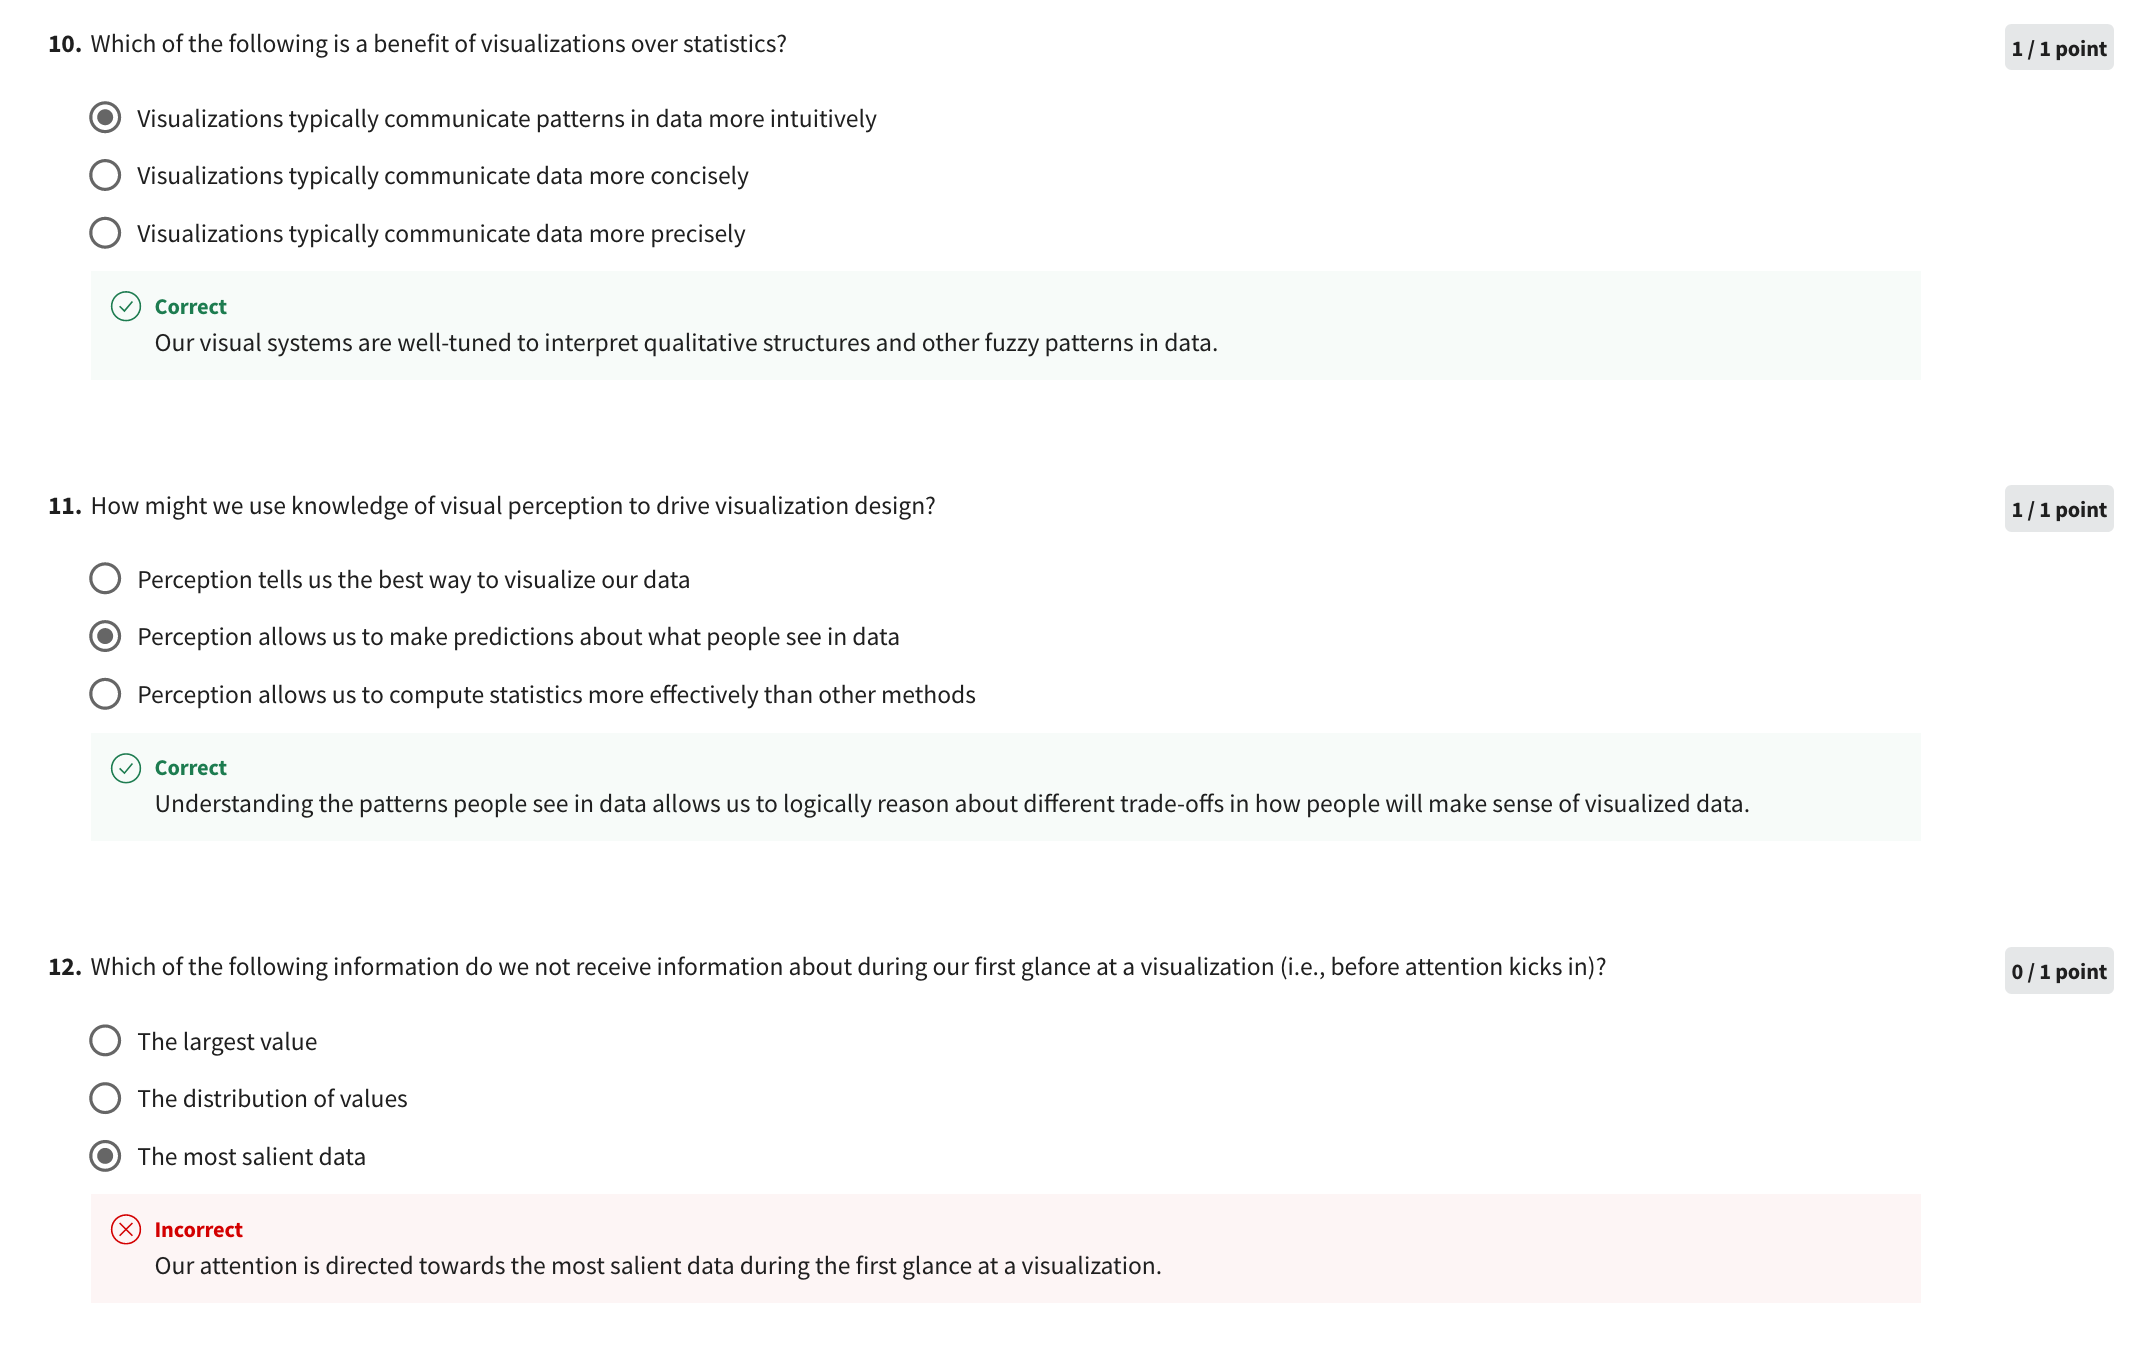 10. Which of the following is a benefit of visualizations over statistics?
1 / 1 point
Visualizations typically communicate patterns in data more intuitively
Visualizations typically communicate data more concisely
Visualizations typically communicate data more precisely
Correct
Our visual systems are well-tuned to interpret qualitative structures and other fuzzy patterns in data.
11. How might we use knowledge of visual perception to drive visualization design?
1 / 1 point
Perception tells us the best way to visualize our data
Perception allows us to make predictions about what people see in data
Perception allows us to compute statistics more effectively than other methods
Correct
Understanding the patterns people see in data allows us to logically reason about different trade-offs in how people will make sense of visualized data.
12. Which of the following information do we not receive information about during our first glance at a visualization (i.e., before attention kicks in)?
0 / 1 point
The largest value
The distribution of values
The most salient data
Incorrect
Our attention is directed towards the most salient data during the first glance at a visualization.